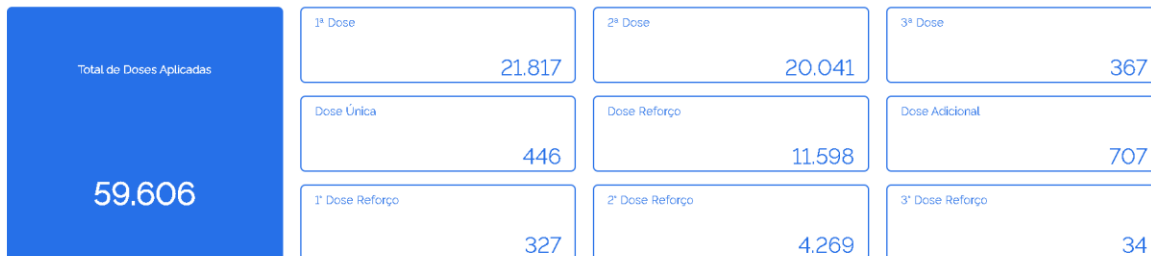 Total de Doses Aplicadas
59.606
1ª Dose
21.817
2ª Dose
20.041
3ª Dose
367
Dose Única
446
Dose Reforço
11.598
Dose Adicional
707
1° Dose Reforço
327
2° Dose Reforço
4.269
3° Dose Reforço
34